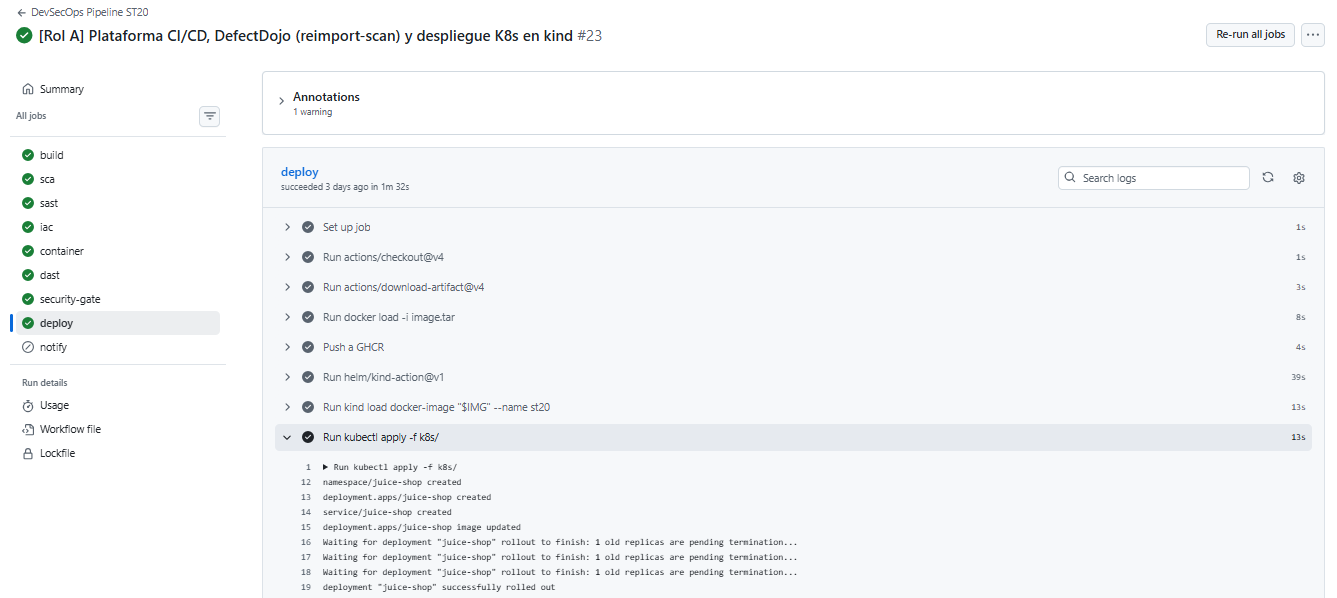 ← DevSecOps Pipeline ST20
[Rol A] Plataforma CI/CD, DefectDojo (reimport-scan) y despliegue K8s en kind #23
Re-run all jobs
...
Summary
All jobs
build
sca
sast
iac
container
dast
security-gate
deploy
notify
Run details
Usage
Workflow file
Lockfile
Annotations
1 warning
deploy
succeeded 3 days ago in 1m 32s
Search logs
Set up job 1s
Run actions/checkout@v4 1s
Run actions/download-artifact@v4 3s
Run docker load -i image.tar 8s
Push a GHCR 4s
Run helm/kind-action@v1 39s
Run kind load docker-image "$IMG" --name st20 13s
Run kubectl apply -f k8s/ 13s
1 ▶ Run kubectl apply -f k8s/
12 namespace/juice-shop created
13 deployment.apps/juice-shop created
14 service/juice-shop created
15 deployment.apps/juice-shop image updated
16 Waiting for deployment "juice-shop" rollout to finish: 1 old replicas are pending termination...
17 Waiting for deployment "juice-shop" rollout to finish: 1 old replicas are pending termination...
18 Waiting for deployment "juice-shop" rollout to finish: 1 old replicas are pending termination...
19 deployment "juice-shop" successfully rolled out